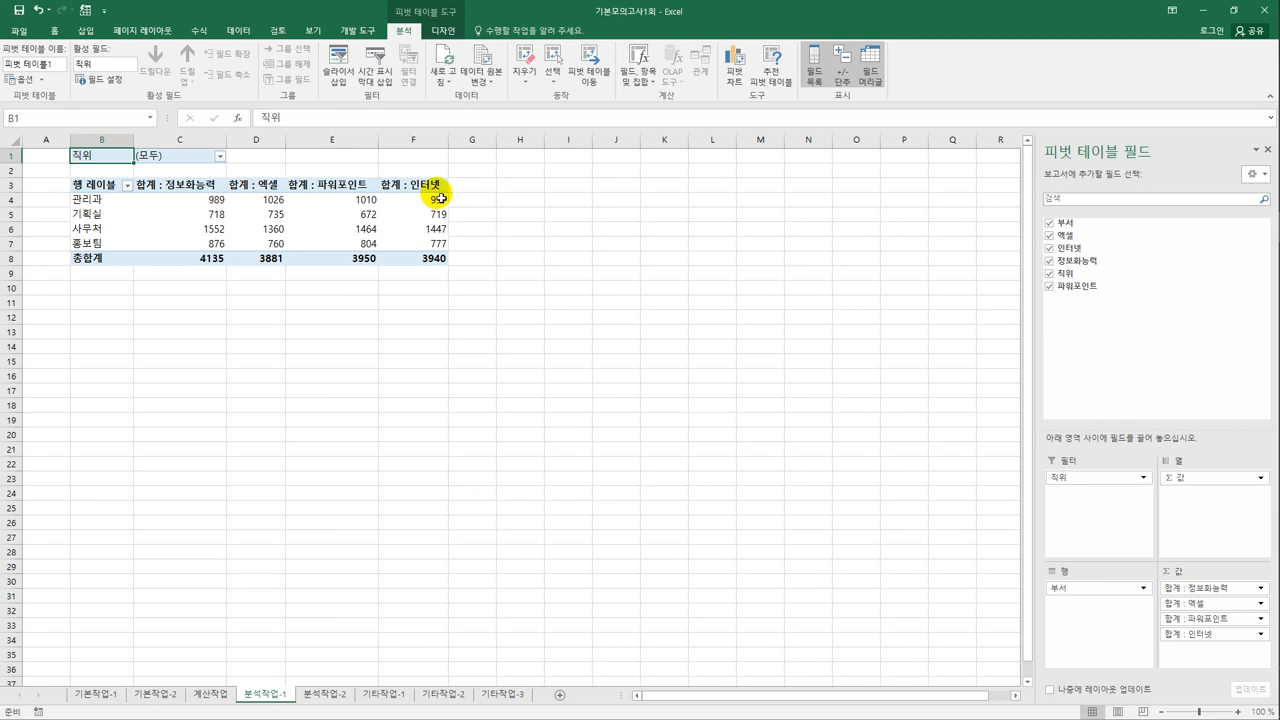 피벗 테이블 도구
기본모의고사1회 - Excel
파일 홈 삽입 페이지 레이아웃 수식 데이터 검토 보기 개발 도구 분석 디자인 수행할 작업을 알려 주세요. 로그인 공유
피벗 테이블 이름:
피벗 테이블1
옵션
피벗 테이블
활성 필드:
직위
필드 설정
드릴다운
드릴 업
필드 확장
필드 축소
활성 필드
그룹 선택
그룹 해제
그룹 필드
그룹
슬라이서 삽입
시간 표시 막대 삽입
필터 연결
필터
새로 고침
데이터 원본 변경
데이터
지우기
선택
피벗 테이블 이동
동작
필드, 항목 및 집합
OLAP 도구
관계
계산
피벗 차트
추천 피벗 테이블
도구
필드 목록
+/- 단추
필드 머리글
표시
B1 fx 직위
A B C D E F G H I J K L M N O P Q R
1 직위 (모두)
2
3 행 레이블 합계 : 정보화능력 합계 : 엑셀 합계 : 파워포인트 합계 : 인터넷
4 관리과 989 1026 1010
5 기획실 718 735 672 719
6 사무처 1552 1360 1464 1447
7 홍보팀 876 760 804 777
8 총합계 4135 3881 3950 3940
9
10
11
12
13
14
15
16
17
18
19
20
21
22
23
24
25
26
27
28
29
30
31
32
33
34
35
36
37
피벗 테이블 필드
보고서에 추가할 필드 선택:
검색
부서
엑셀
인터넷
정보화능력
직위
파워포인트
아래 영역 사이에 필드를 끌어 놓으십시오.
필터
직위
열
Σ 값
행
부서
Σ 값
합계 : 정보화능력
합계 : 엑셀
합계 : 파워포인트
합계 : 인터넷
나중에 레이아웃 업데이트 업데이트
기본작업-1 기본작업-2 계산작업 분석작업-1 분석작업-2 기타작업-1 기타작업-2 기타작업-3
준비 100 %